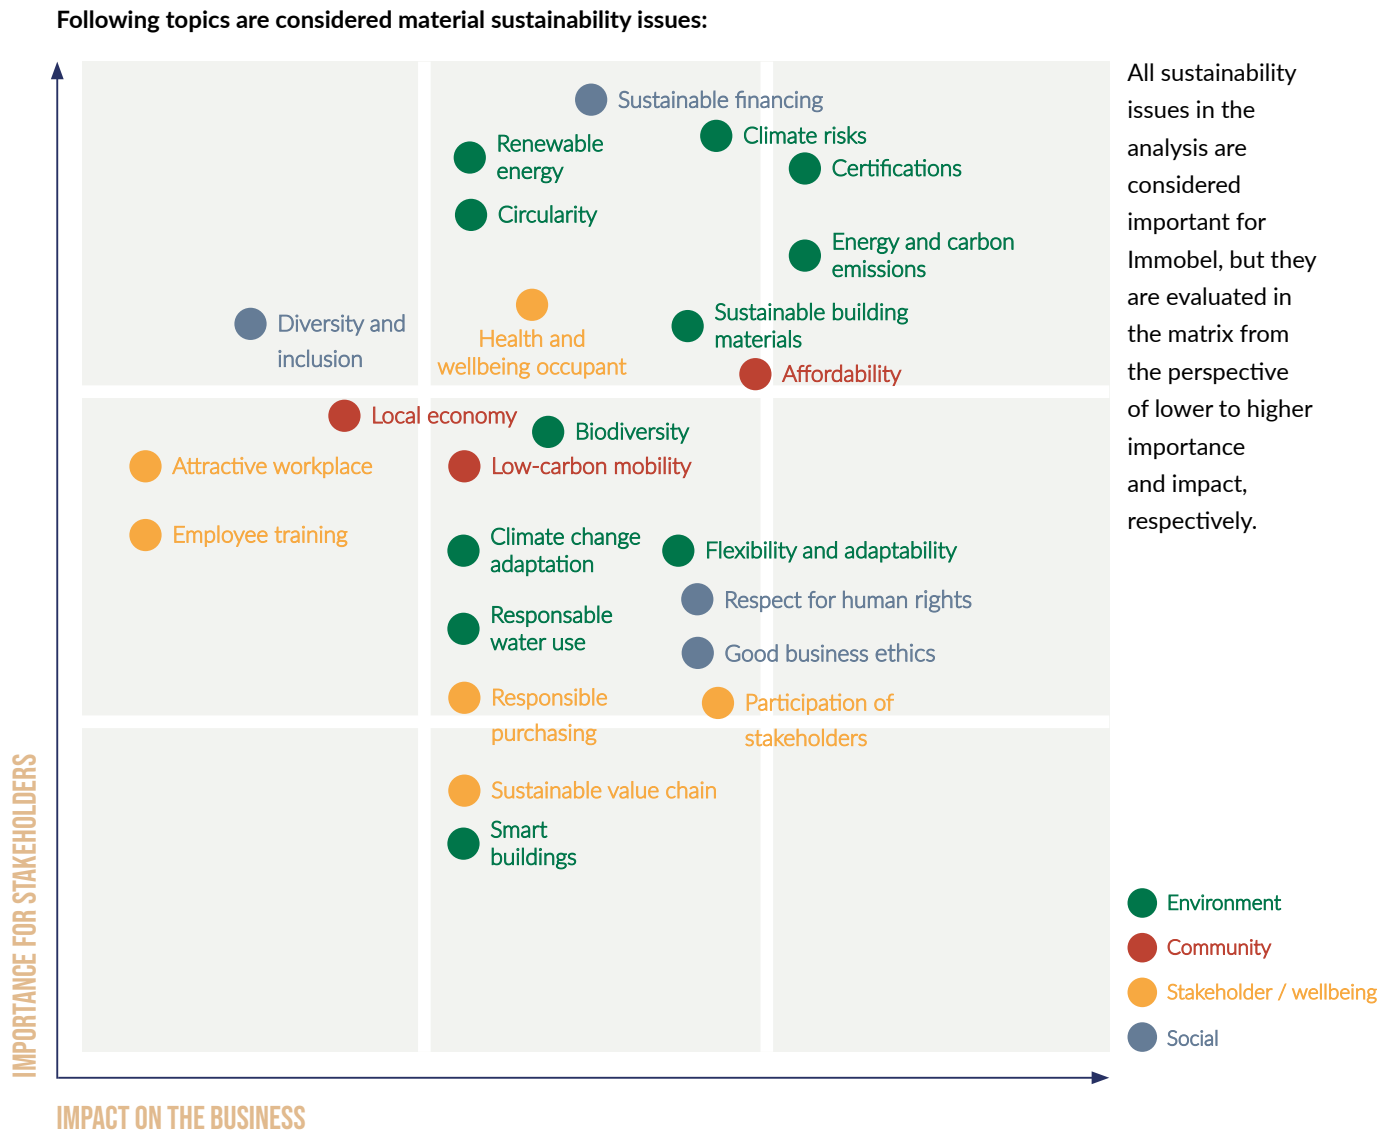 Following topics are considered material sustainability issues:
Sustainable financing
Climate risks
Renewable
energy
Certifications
Circularity
Energy and carbon
emissions
Diversity and
inclusion
Health and
wellbeing occupant
Sustainable building
materials
Affordability
Local economy
Biodiversity
Attractive workplace
Low-carbon mobility
Employee training
Climate change
adaptation
Flexibility and adaptability
Respect for human rights
Responsable
water use
Good business ethics
Responsible
purchasing
Participation of
stakeholders
Sustainable value chain
Smart
buildings
IMPORTANCE FOR STAKEHOLDERS
IMPACT ON THE BUSINESS
All sustainability
issues in the
analysis are
considered
important for
Immobel, but they
are evaluated in
the matrix from
the perspective
of lower to higher
importance
and impact,
respectively.
Environment
Community
Stakeholder / wellbeing
Social